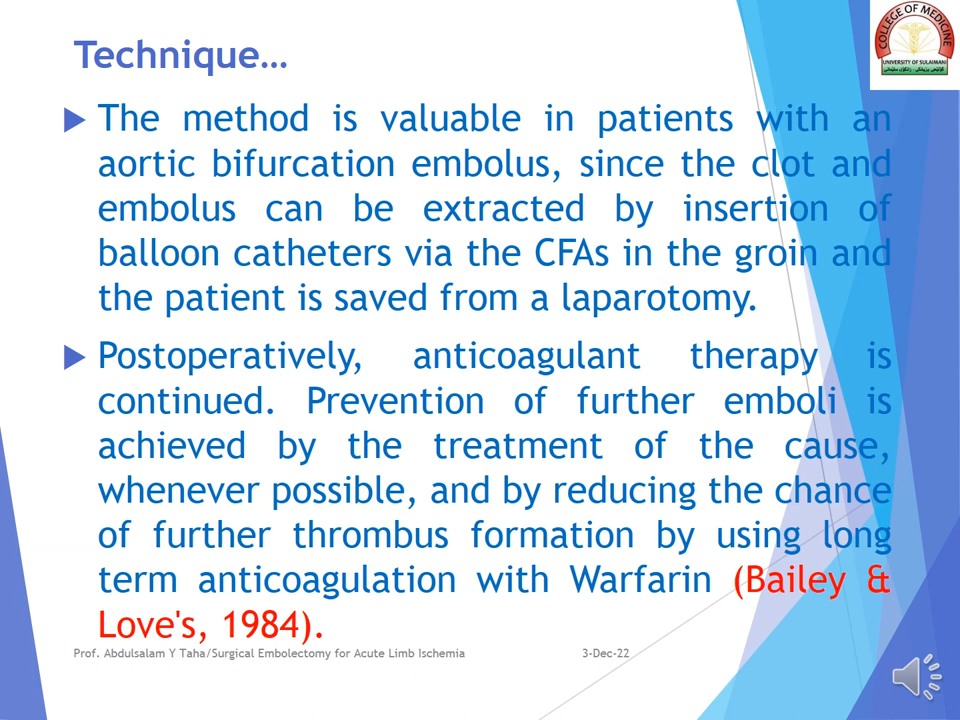 Technique…
COLLEGE OF MEDICINE
UNIVERSITY OF SULAIMANI
The method is valuable in patients with an
aortic bifurcation embolus, since the clot and
embolus can be extracted by insertion of
balloon catheters via the CFAs in the groin and
the patient is saved from a laparotomy.
Postoperatively, anticoagulant therapy is
continued. Prevention of further emboli is
achieved by the treatment of the cause,
whenever possible, and by reducing the chance
of further thrombus formation by using long
term anticoagulation with Warfarin (Bailey &
Love's, 1984).
Prof. Abdulsalam Y Taha/Surgical Embolectomy for Acute Limb Ischemia 3-Dec-22